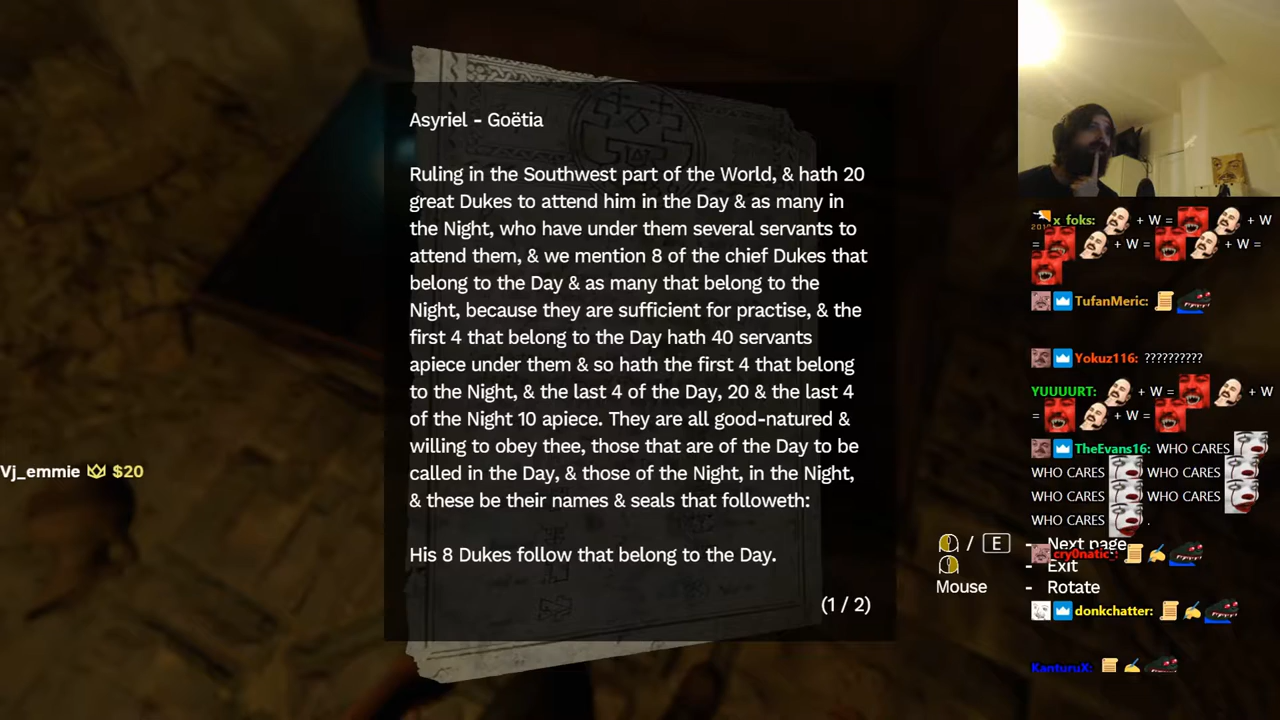 Asyriel - Goëtia
Ruling in the Southwest part of the World, & hath 20
great Dukes to attend him in the Day & as many in
the Night, who have under them several servants to
attend them, & we mention 8 of the chief Dukes that
belong to the Day & as many that belong to the
Night, because they are sufficient for practise, & the
first 4 that belong to the Day hath 40 servants
apiece under them & so hath the first 4 that belong
to the Night, & the last 4 of the Day, 20 & the last 4
of the Night 10 apiece. They are all good-natured &
willing to obey thee, those that are of the Day to be
called in the Day, & those of the Night, in the Night,
& these be their names & seals that followeth:
His 8 Dukes follow that belong to the Day.
(1 / 2)
/ E - Next page
- Exit
Mouse - Rotate
Vj_emmie $20
x_foks: + W = + W
= + W = + W =
TufanMeric:
Yokuz116: ??????????
YUUUURT: + W = + W
= + W =
TheEvans16: WHO CARES
WHO CARES WHO CARES
WHO CARES WHO CARES
WHO CARES .
cry0natic:
donkchatter:
KanturuX: